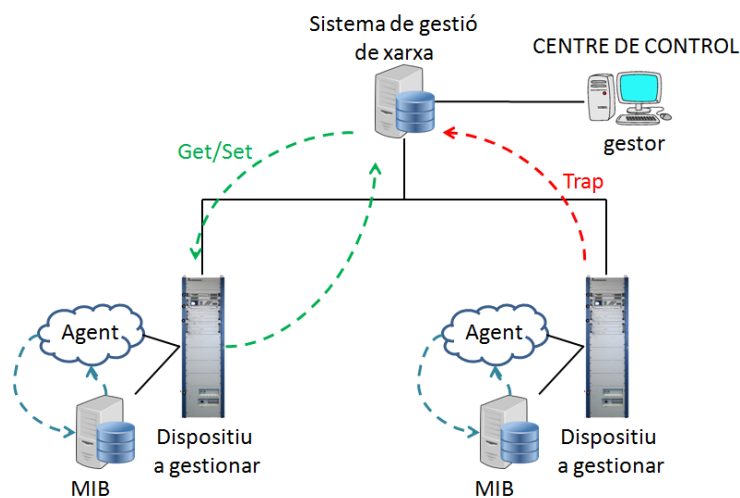 Sistema de gestió
de xarxa
CENTRE DE CONTROL
gestor
Get/Set
Trap
Agent
Agent
Dispositiu
a gestionar
MIB
Dispositiu
a gestionar
MIB